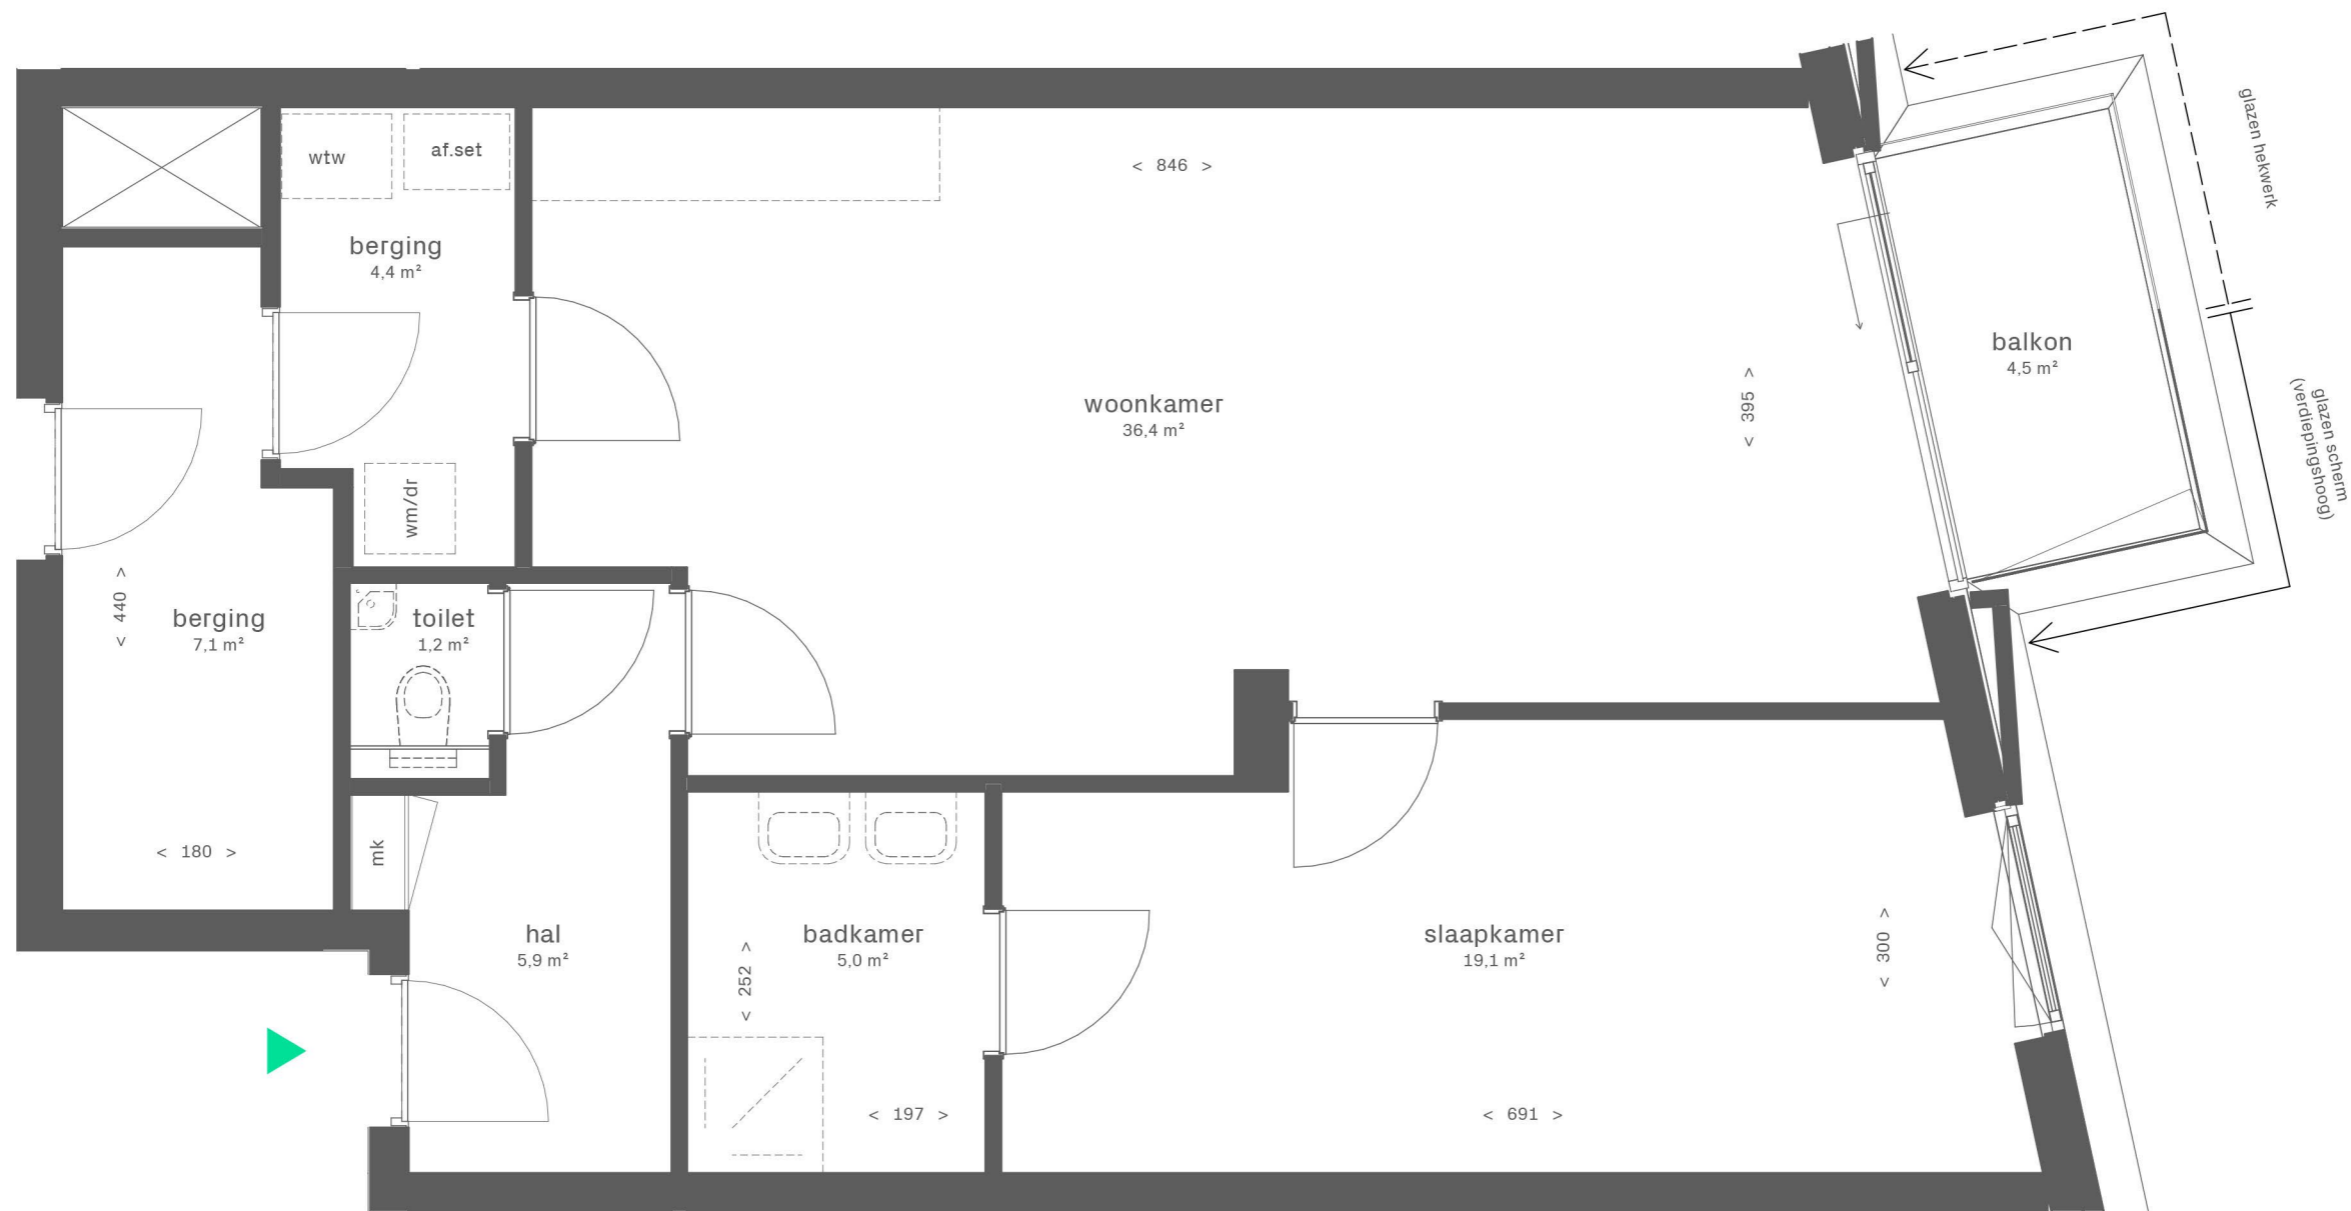 wtw
af.set
< 846 >
glazen hekwerk
berging
4,4 m²
balkon
4,5 m²
woonkamer
36,4 m²
< 395 >
glazen scherm
(verdiepingshoog)
wm/dr
< 440 >
berging
7,1 m²
toilet
1,2 m²
< 180 >
mk
hal
5,9 m²
badkamer
5,0 m²
< 252 >
slaapkamer
19,1 m²
< 300 >
< 197 >
< 691 >